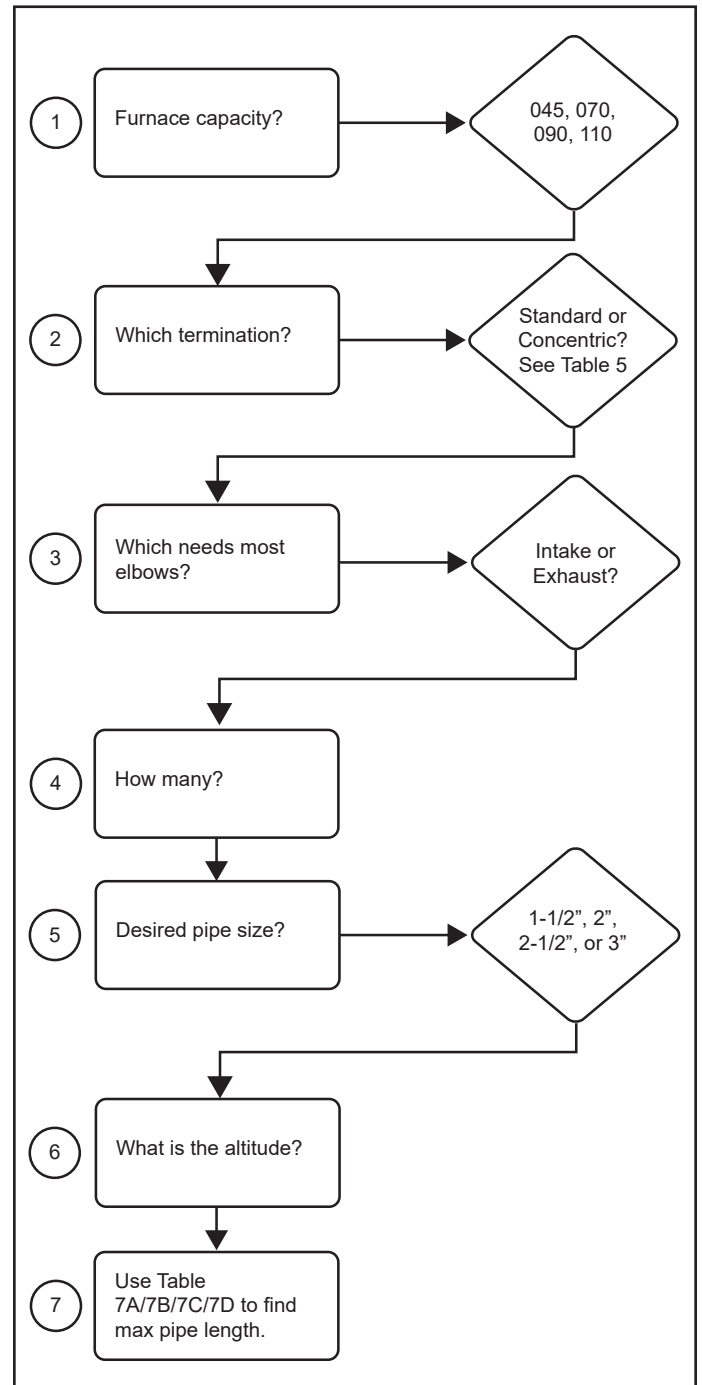 1
Furnace capacity?
045, 070,
090, 110
2
Which termination?
Standard or
Concentric?
See Table 5
3
Which needs most
elbows?
Intake or
Exhaust?
4
How many?
5
Desired pipe size?
1-1/2”, 2”,
2-1/2”, or 3”
6
What is the altitude?
7
Use Table
7A/7B/7C/7D to find
max pipe length.